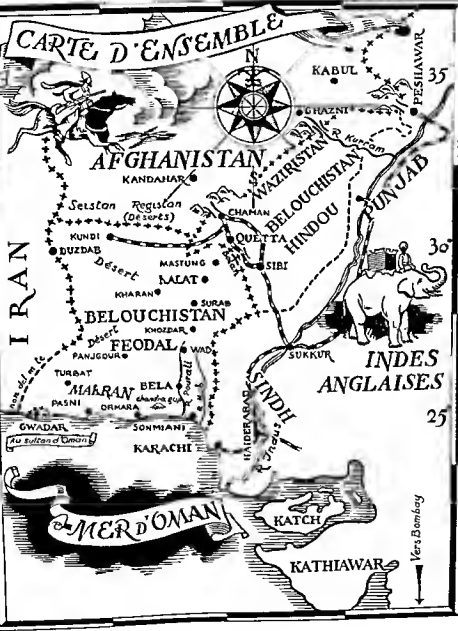 CARTE D'ENSEMBLE
N
KABUL
35
PESHAWAR
GHAZNI
R. Kurram
AFGHANISTAN
WAZIRISTAN
KANDAHAR
BELOUCHISTAN
HINDOU
PUNJAB
Seistan
Registan
(Déserts)
CHAMAN
KUNDI
QUETTA
30
DUZDAB
Désert
MASTUNG
SIBI
IRAN
KALAT
KHARAN
SURAB
BELOUCHISTAN
KHOZDAR
Désert
FEODAL
WAD
PANJGOUR
SUKKUR
INDES
ANGLAISES
TURBAT
MAKRAN
BELA
R. Pourali
SINDH
PASNI
ORMARA
25
GWADAR
Au sultan d'Oman
SONMIANI
HAIDERABAD
R. Indus
KARACHI
MER D'OMAN
KATCH
KATHIAWAR
Vers Bombay